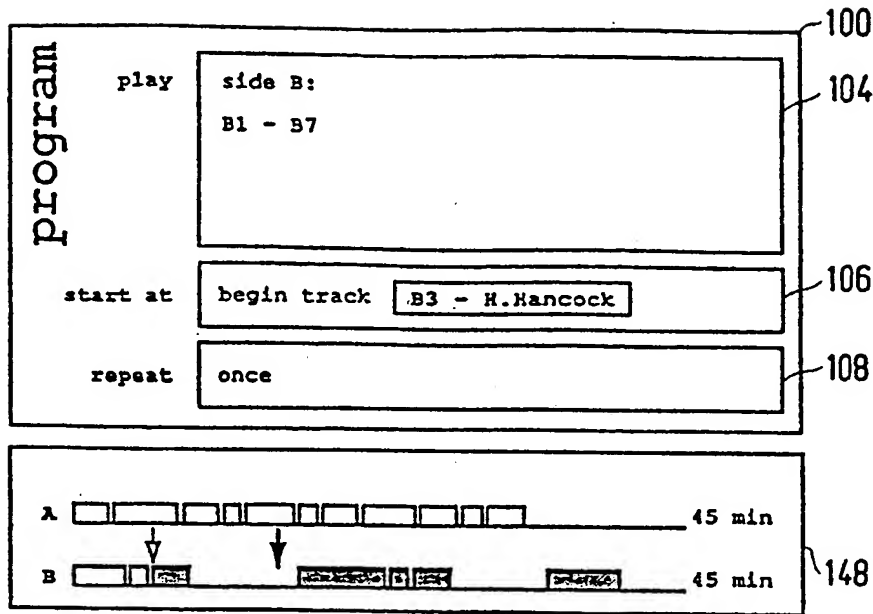 100
program
play
side B:
104
B1 - B7
start at
begin track B3 - H.Hancock
106
repeat
once
108
A
45 min
B
45 min
148